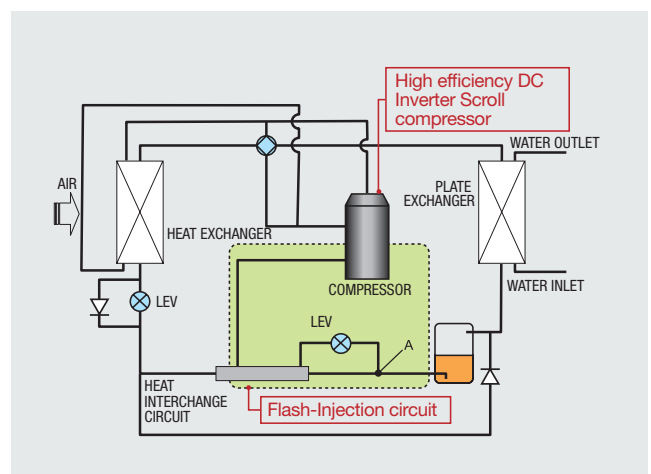 High efficiency DC
Inverter Scroll
compressor
WATER OUTLET
PLATE
EXCHANGER
AIR
HEAT EXCHANGER
WATER INLET
COMPRESSOR
LEV
LEV
A
HEAT
INTERCHANGE
CIRCUIT
Flash-Injection circuit